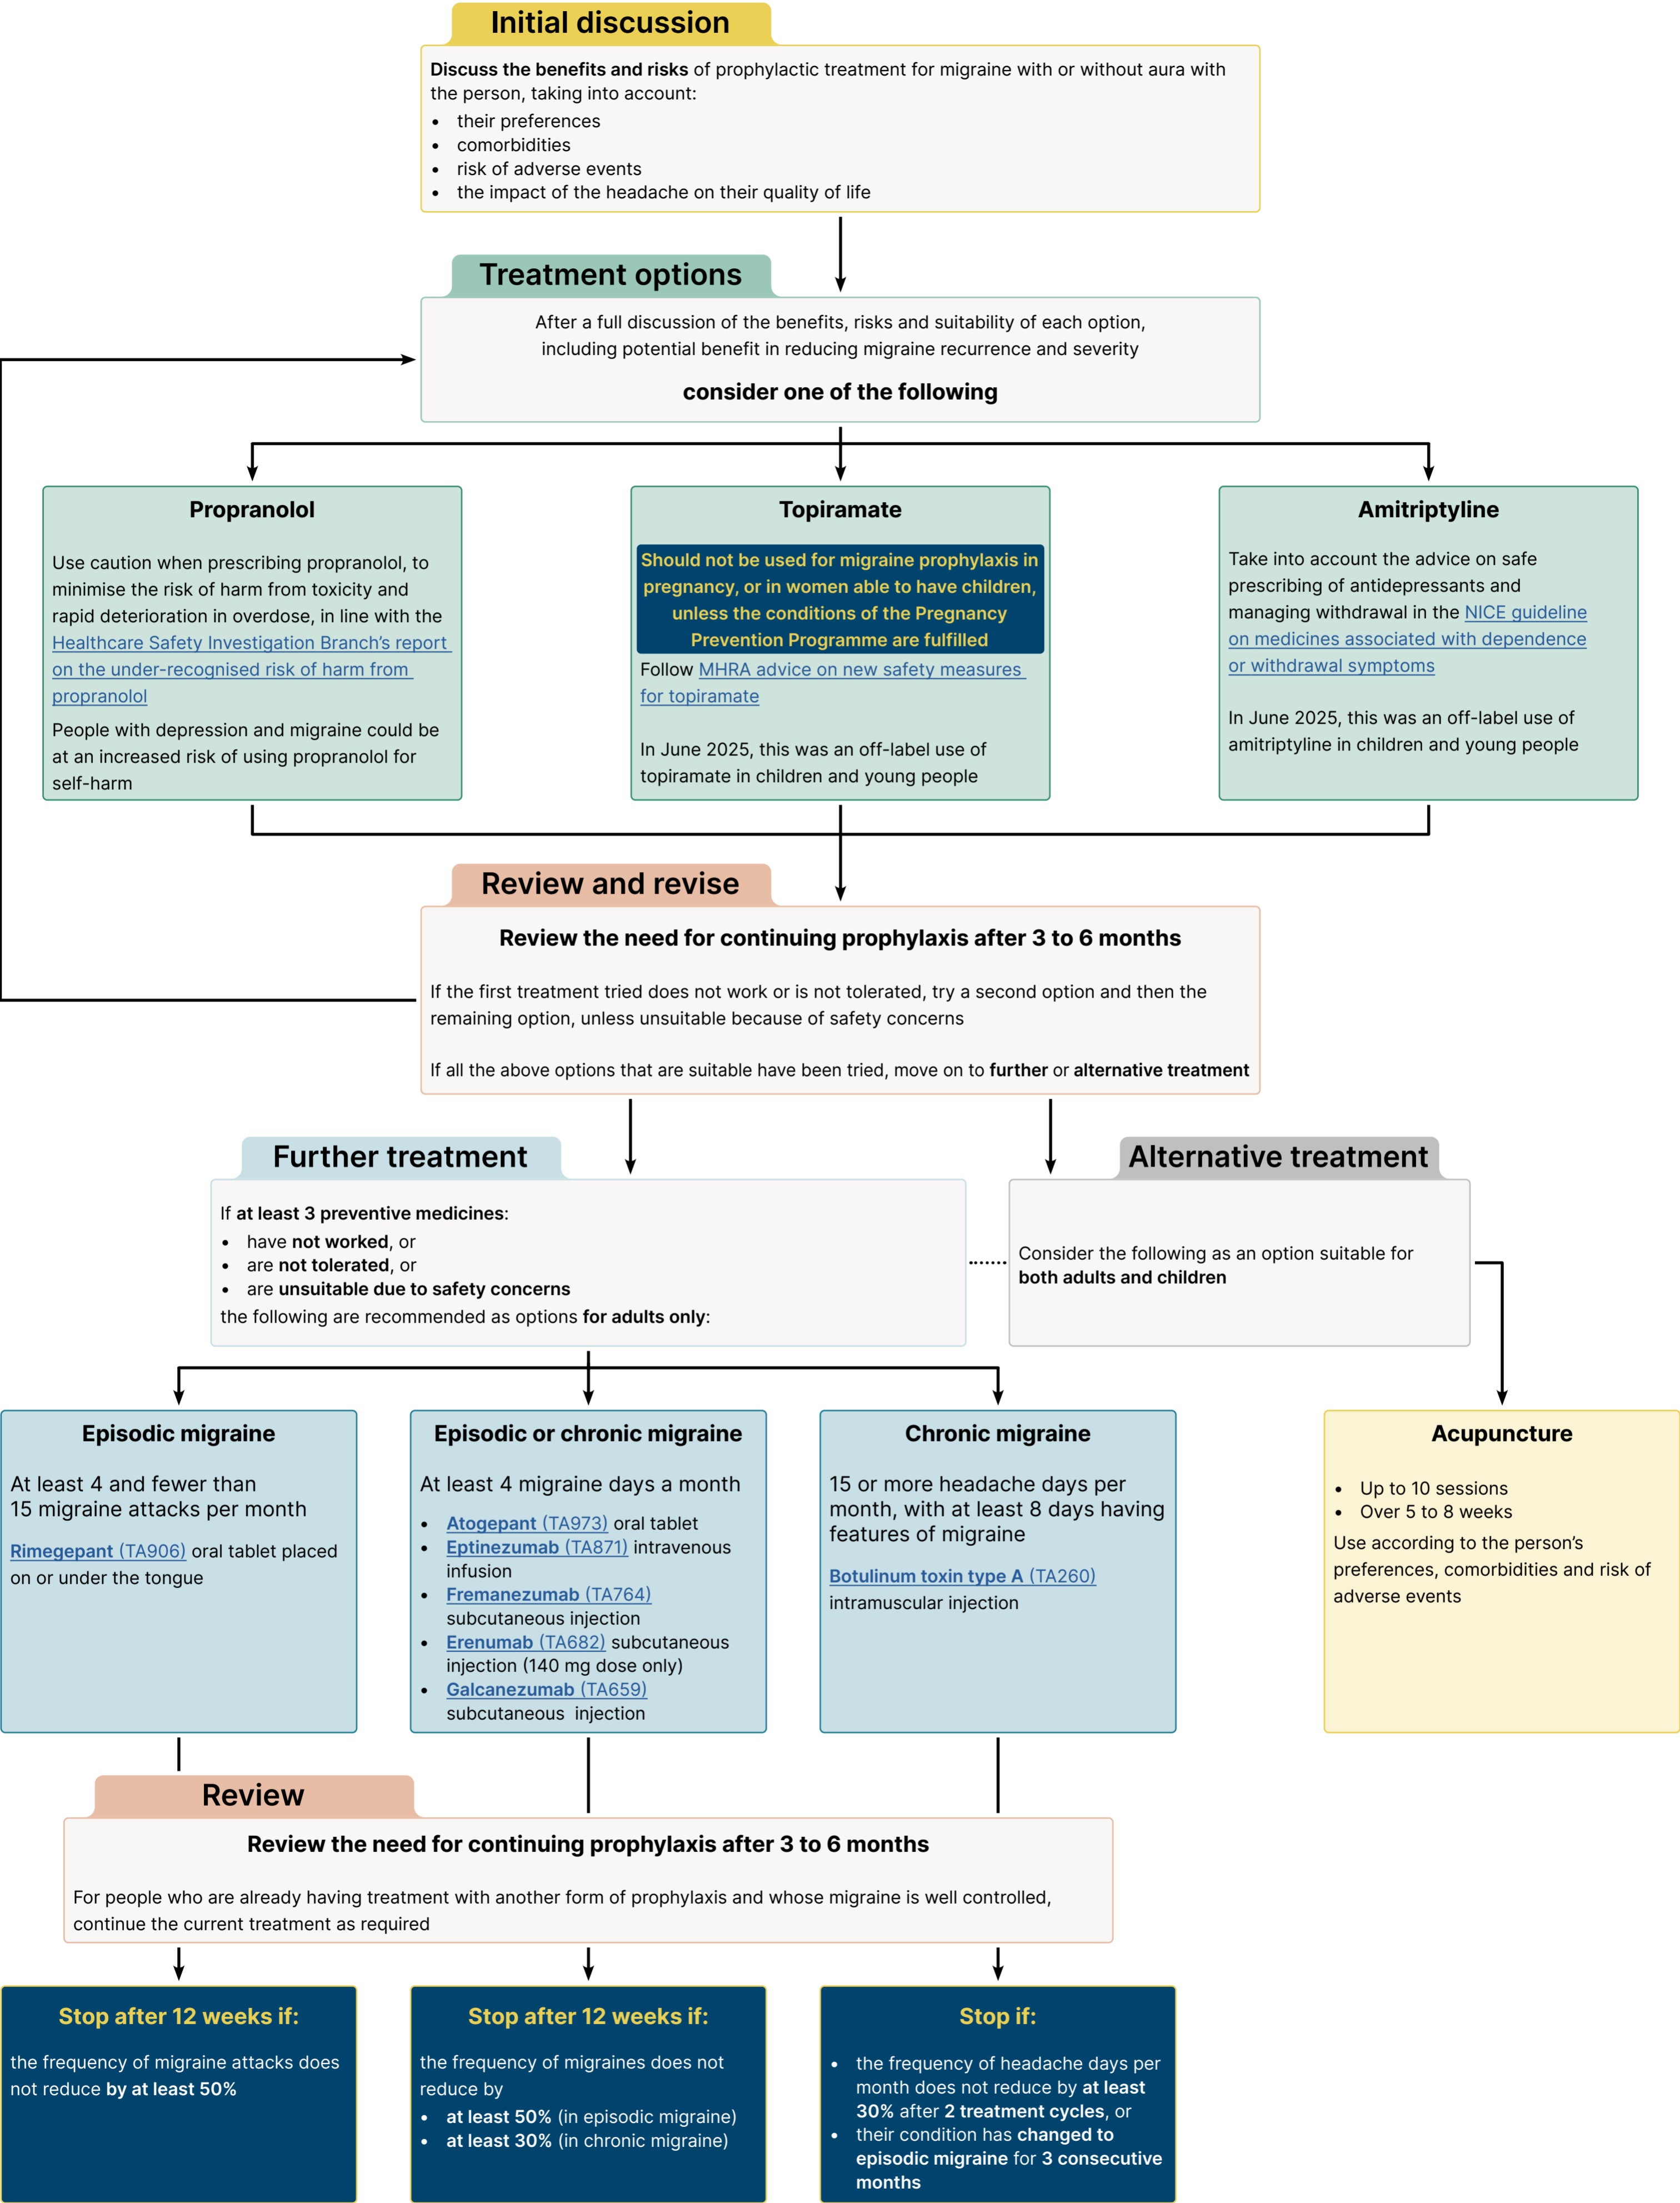 Initial discussion
Discuss the benefits and risks of prophylactic treatment for migraine with or without aura with
the person, taking into account:
• their preferences
• comorbidities
• risk of adverse events
• the impact of the headache on their quality of life
Treatment options
After a full discussion of the benefits, risks and suitability of each option,
including potential benefit in reducing migraine recurrence and severity
consider one of the following
Propranolol
Use caution when prescribing propranolol, to
minimise the risk of harm from toxicity and
rapid deterioration in overdose, in line with the
Healthcare Safety Investigation Branch’s report
on the under-recognised risk of harm from
propranolol
People with depression and migraine could be
at an increased risk of using propranolol for
self-harm
Topiramate
Should not be used for migraine prophylaxis in
pregnancy, or in women able to have children,
unless the conditions of the Pregnancy
Prevention Programme are fulfilled
Follow MHRA advice on new safety measures
for topiramate
In June 2025, this was an off-label use of
topiramate in children and young people
Amitriptyline
Take into account the advice on safe
prescribing of antidepressants and
managing withdrawal in the NICE guideline
on medicines associated with dependence
or withdrawal symptoms
In June 2025, this was an off-label use of
amitriptyline in children and young people
Review and revise
Review the need for continuing prophylaxis after 3 to 6 months
If the first treatment tried does not work or is not tolerated, try a second option and then the
remaining option, unless unsuitable because of safety concerns
If all the above options that are suitable have been tried, move on to further or alternative treatment
Further treatment
If at least 3 preventive medicines:
• have not worked, or
• are not tolerated, or
• are unsuitable due to safety concerns
the following are recommended as options for adults only:
Alternative treatment
Consider the following as an option suitable for
both adults and children
Episodic migraine
At least 4 and fewer than
15 migraine attacks per month
Rimegepant (TA906) oral tablet placed
on or under the tongue
Episodic or chronic migraine
At least 4 migraine days a month
• Atogepant (TA973) oral tablet
• Eptinezumab (TA871) intravenous
infusion
• Fremanezumab (TA764)
subcutaneous injection
• Erenumab (TA682) subcutaneous
injection (140 mg dose only)
• Galcanezumab (TA659)
subcutaneous injection
Chronic migraine
15 or more headache days per
month, with at least 8 days having
features of migraine
Botulinum toxin type A (TA260)
intramuscular injection
Acupuncture
• Up to 10 sessions
• Over 5 to 8 weeks
Use according to the person’s
preferences, comorbidities and risk of
adverse events
Review
Review the need for continuing prophylaxis after 3 to 6 months
For people who are already having treatment with another form of prophylaxis and whose migraine is well controlled,
continue the current treatment as required
Stop after 12 weeks if:
the frequency of migraine attacks does
not reduce by at least 50%
Stop after 12 weeks if:
the frequency of migraines does not
reduce by
• at least 50% (in episodic migraine)
• at least 30% (in chronic migraine)
Stop if:
• the frequency of headache days per
month does not reduce by at least
30% after 2 treatment cycles, or
• their condition has changed to
episodic migraine for 3 consecutive
months